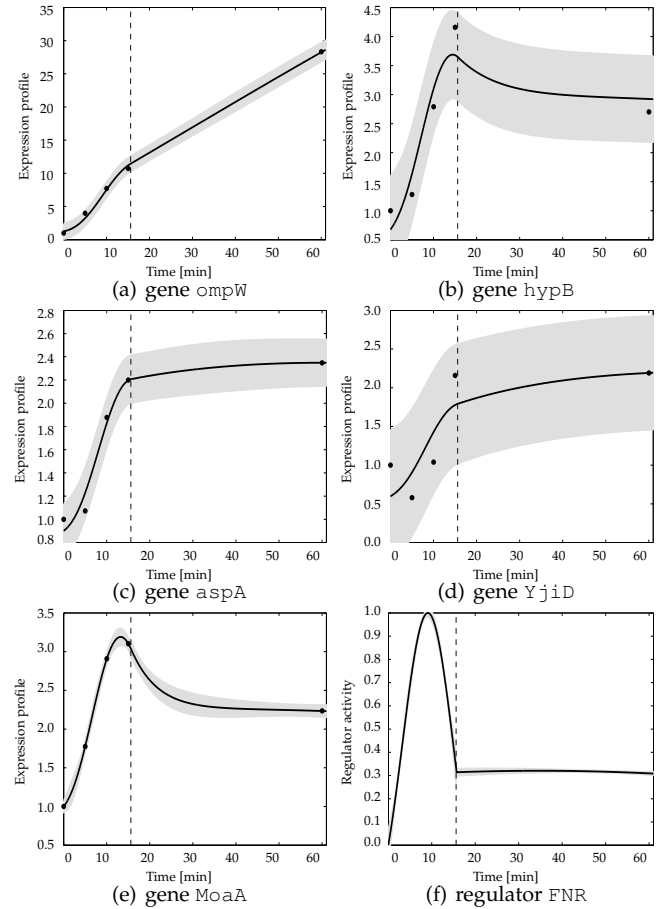 35
30
25
20
15
10
5
0
Expression profile
0 10 20 30 40 50 60
Time [min]
(a) gene ompW
4.5
4.0
3.5
3.0
2.5
2.0
1.5
1.0
0.5
Expression profile
0 10 20 30 40 50 60
Time [min]
(b) gene hypB
2.8
2.6
2.4
2.2
2.0
1.8
1.6
1.4
1.2
1.0
0.8
Expression profile
0 10 20 30 40 50 60
Time [min]
(c) gene aspA
3.0
2.5
2.0
1.5
1.0
0.5
0.0
Expression profile
0 10 20 30 40 50 60
Time [min]
(d) gene YjiD
3.5
3.0
2.5
2.0
1.5
1.0
0.5
Expression profile
0 10 20 30 40 50 60
Time [min]
(e) gene MoaA
1.0
0.9
0.8
0.7
0.6
0.5
0.4
0.3
0.2
0.1
0.0
Regulator activity
0 10 20 30 40 50 60
Time [min]
(f) regulator FNR